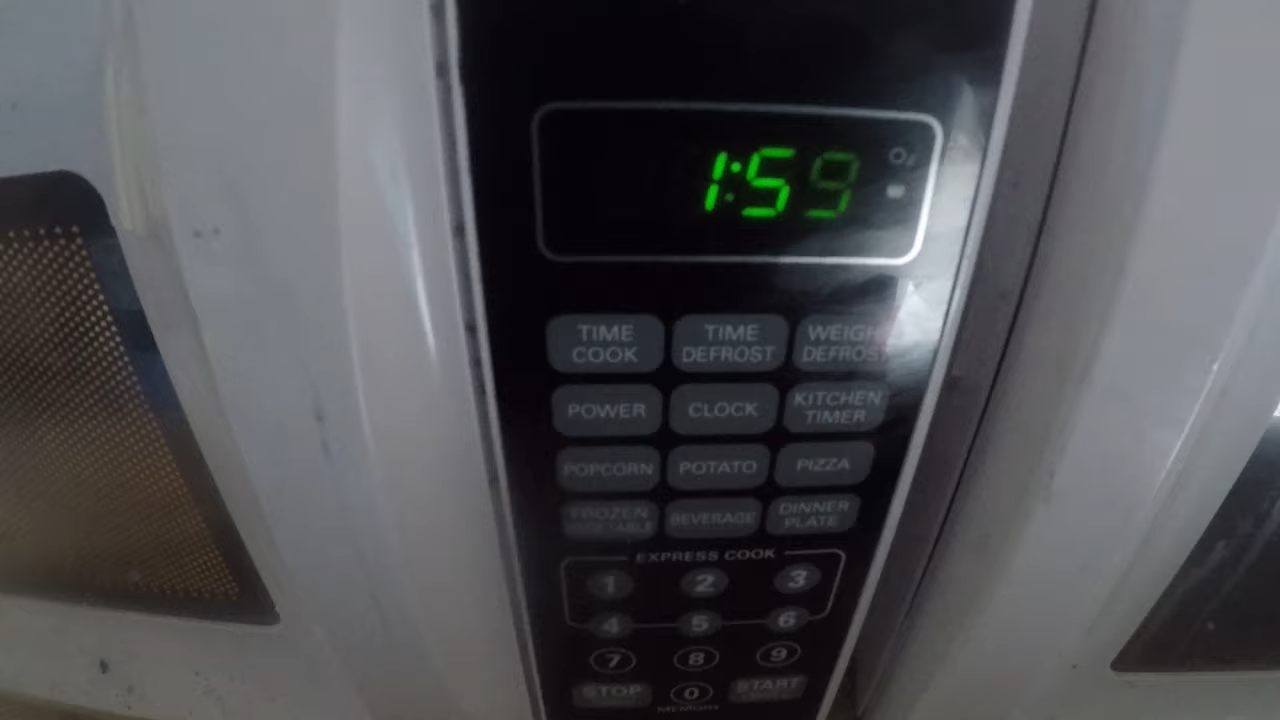 1:59
TIME COOK
TIME DEFROST
WEIGH DEFROST
POWER
CLOCK
KITCHEN TIMER
POPCORN
POTATO
PIZZA
FROZEN VEGETABLE
BEVERAGE
DINNER PLATE
EXPRESS COOK
1 2 3
4 5 6
7 8 9
STOP
0
START
MEMORY